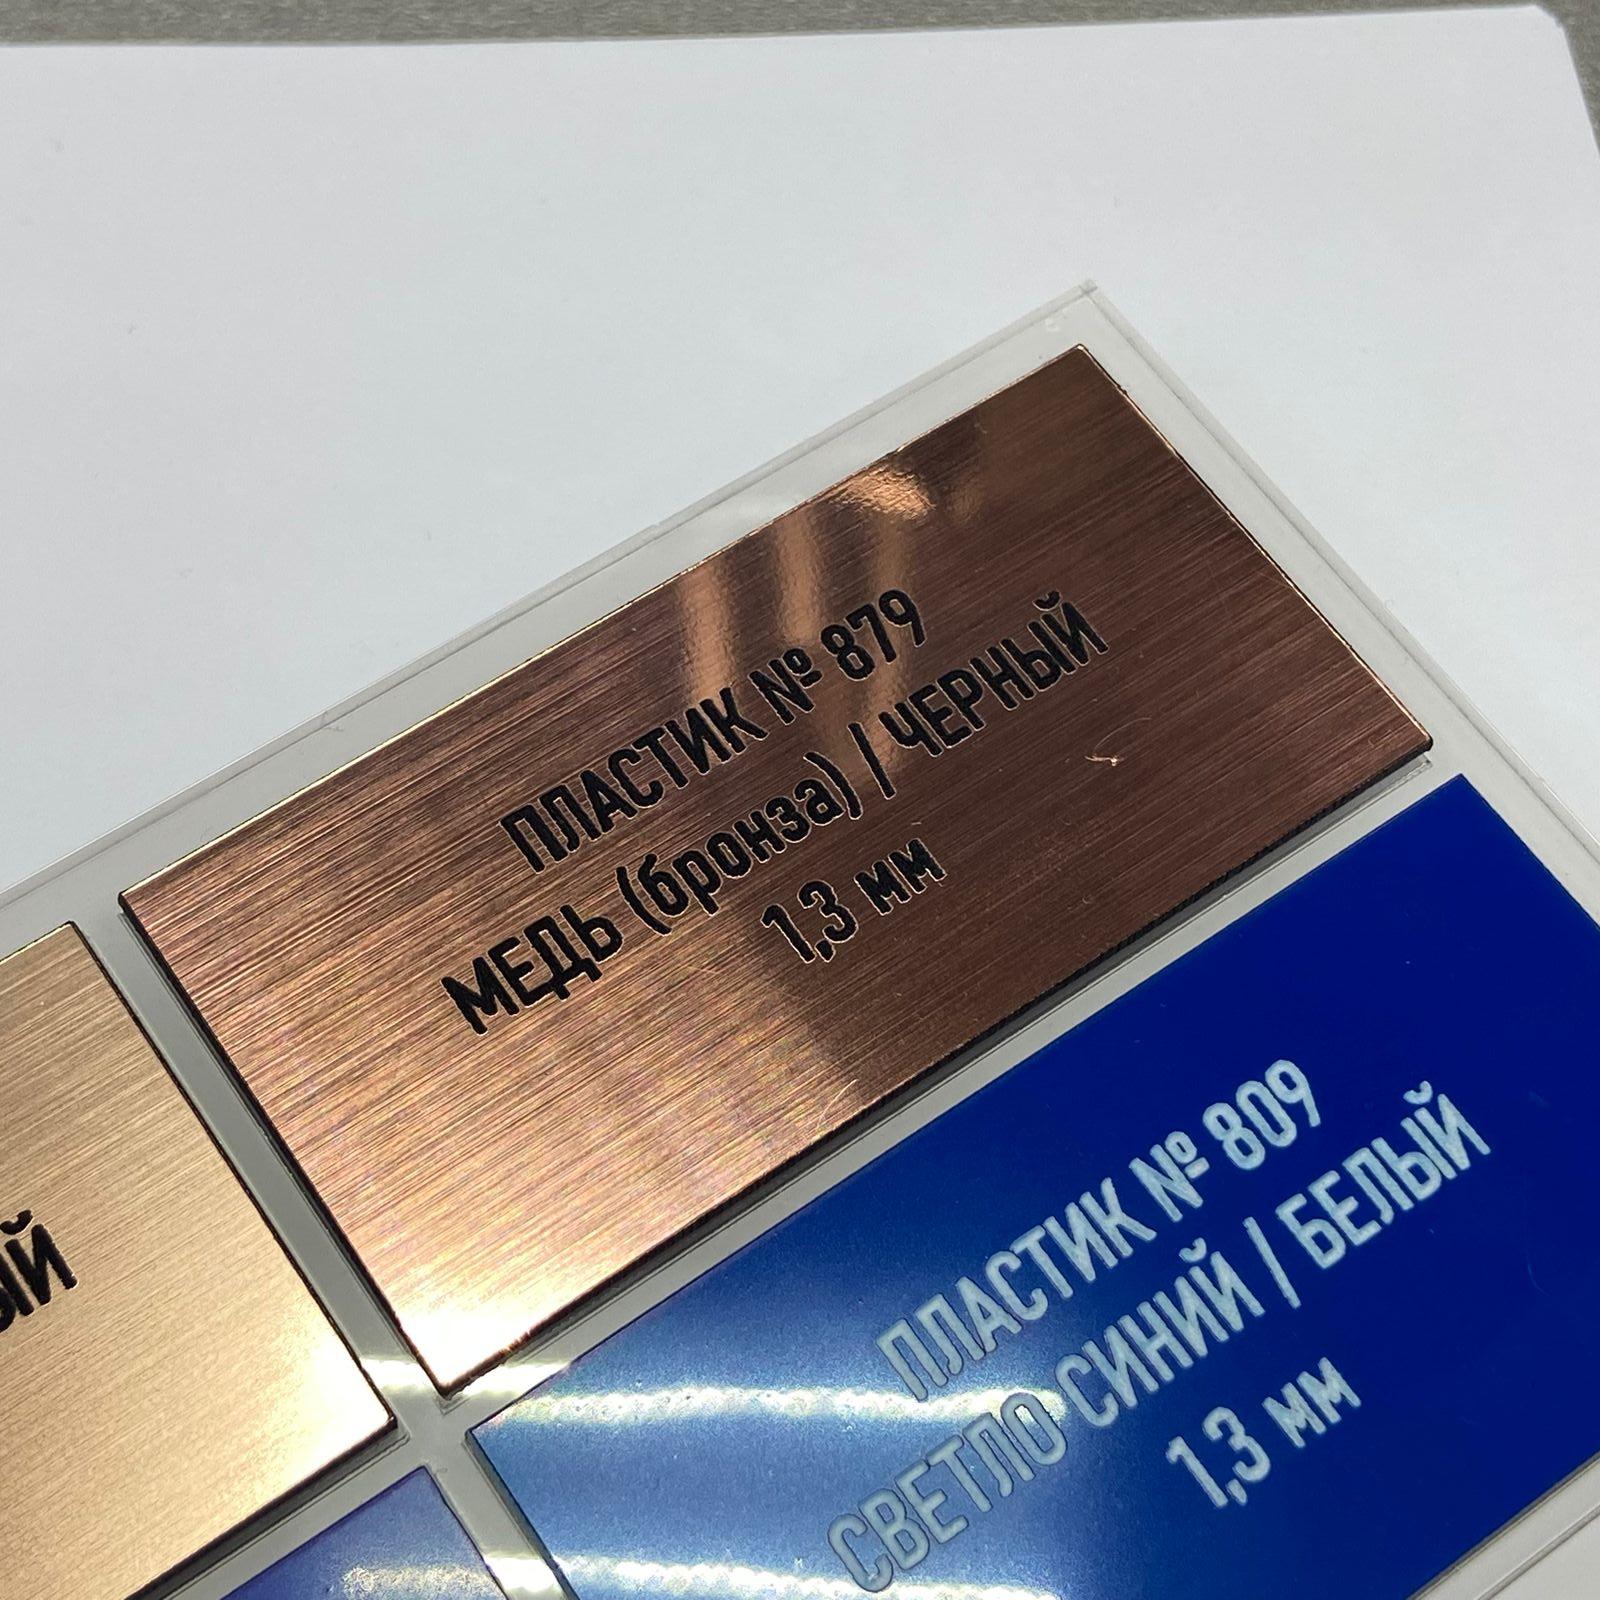 ПЛАСТИК № 879
МЕДЬ (бронза) / ЧЕРНЫЙ
1,3 мм
ПЛАСТИК № 809
СВЕТЛО СИНИЙ / БЕЛЫЙ
1,3 мм